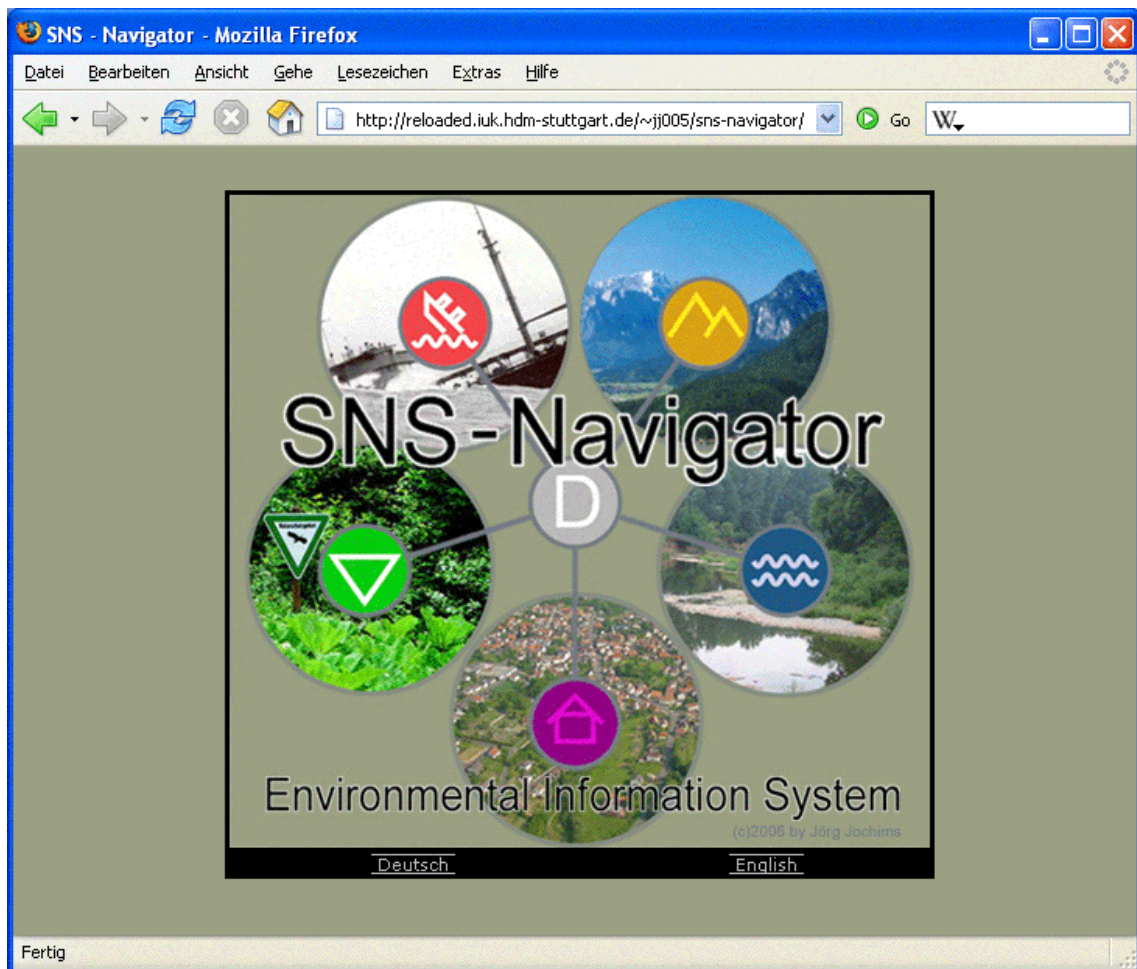 SNS - Navigator - Mozilla Firefox
Datei Bearbeiten Ansicht Gehe Lesezeichen Extras Hilfe
http://reloaded.iuk.hdm-stuttgart.de/~jj005/sns-navigator/ Go W
SNS-Navigator
D
Environmental Information System
(c)2006 by Jörg Jochims
Deutsch English
Fertig